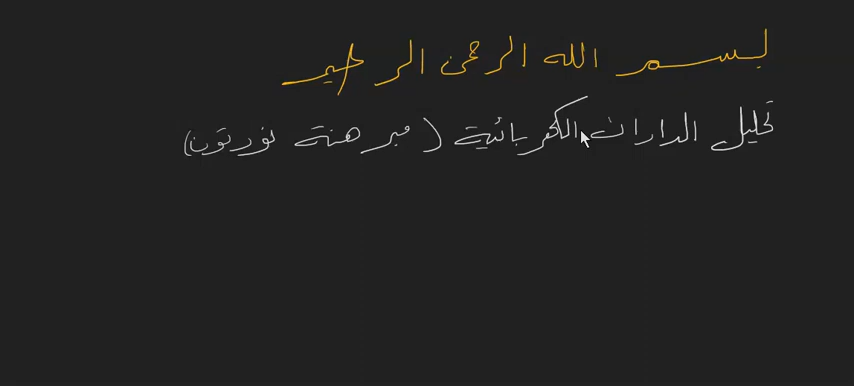 بسم الله الرحمن الرحيم
تحليل الدارات الكهربائية (مبرهنة نورتون)